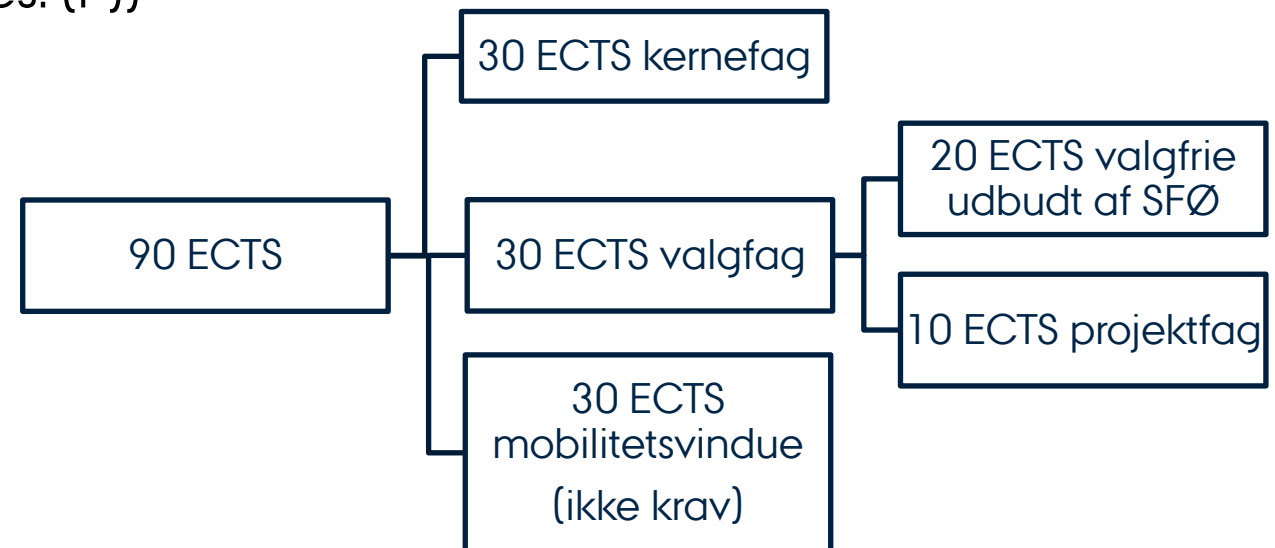 30 ECTS kernefag
90 ECTS
30 ECTS valgfag
20 ECTS valgfrie
udbudt af SFØ
10 ECTS projektfag
30 ECTS
mobilitetsvindue
(ikke krav)